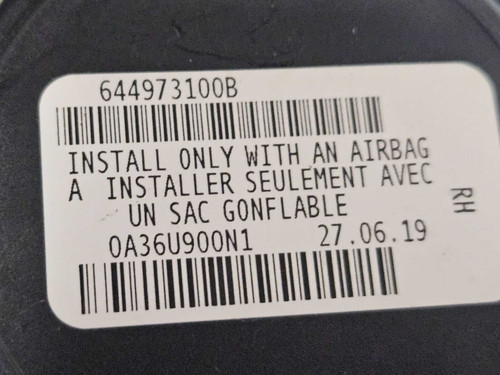 644973100B
INSTALL ONLY WITH AN AIRBAG
A INSTALLER SEULEMENT AVEC
UN SAC GONFLABLE
0A36U900N1 27.06.19
RH